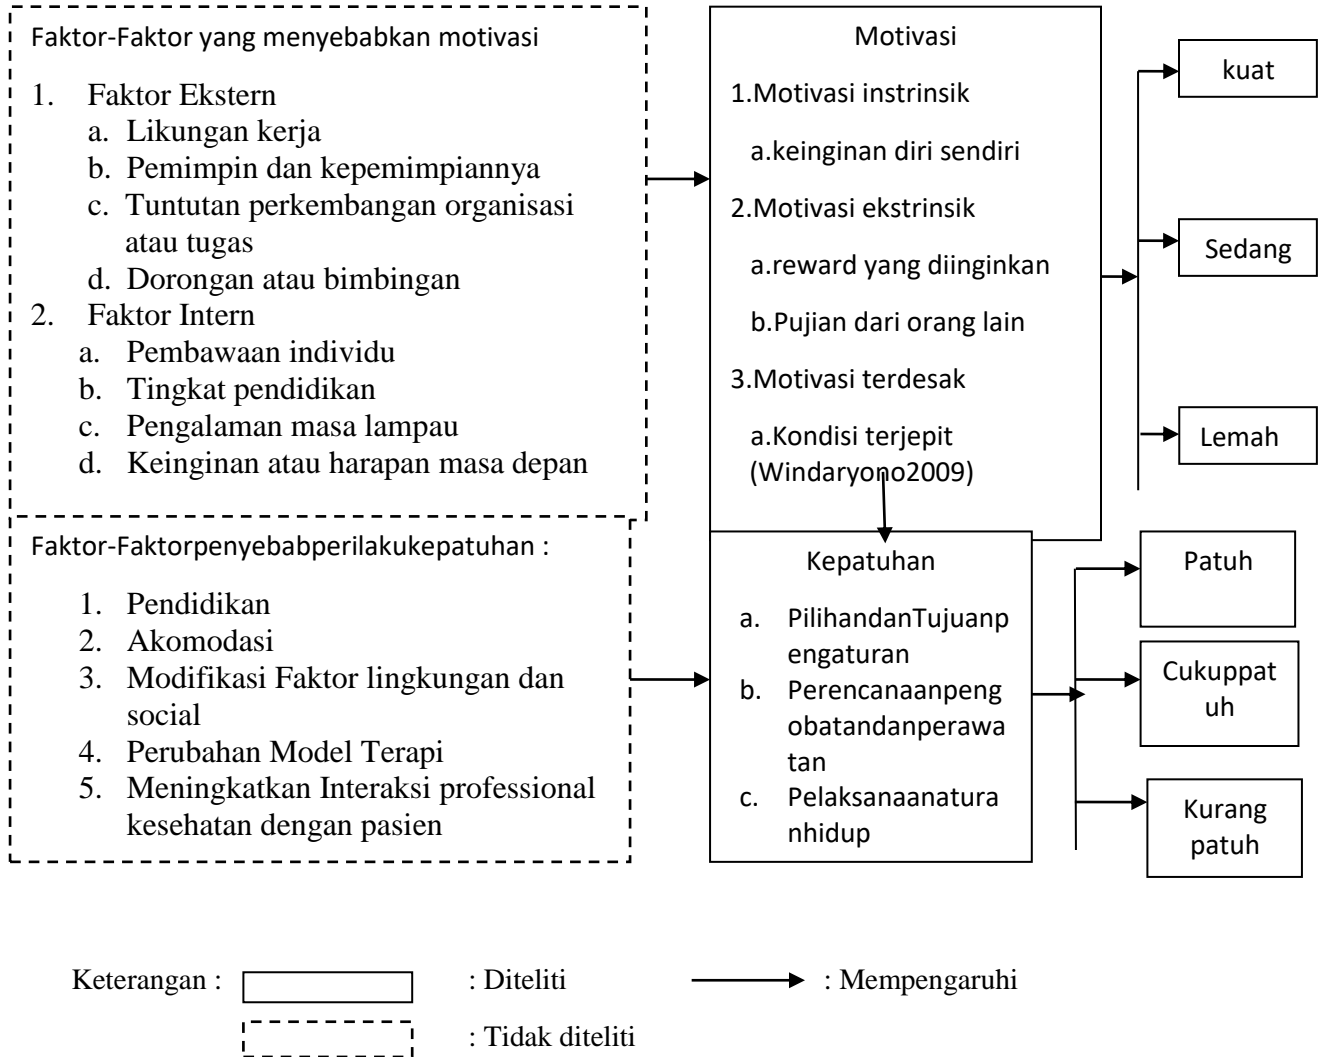 Faktor-Faktor yang menyebabkan motivasi
1. Faktor Ekstern
a. Likungan kerja
b. Pemimpin dan kepemimpiannya
c. Tuntutan perkembangan organisasi
atau tugas
d. Dorongan atau bimbingan
2. Faktor Intern
a. Pembawaan individu
b. Tingkat pendidikan
c. Pengalaman masa lampau
d. Keinginan atau harapan masa depan
Motivasi
1.Motivasi instrinsik
a.keinginan diri sendiri
2.Motivasi ekstrinsik
a.reward yang diinginkan
b.Pujian dari orang lain
3.Motivasi terdesak
a.Kondisi terjepit
(Windaryono2009)
kuat
Sedang
Lemah
Faktor-Faktorpenyebabperilakukepatuhan :
1. Pendidikan
2. Akomodasi
3. Modifikasi Faktor lingkungan dan
social
4. Perubahan Model Terapi
5. Meningkatkan Interaksi professional
kesehatan dengan pasien
Kepatuhan
a. PilihandanTujuanp
engaturan
b. Perencanaanpeng
obatandanperawa
tan
c. Pelaksanaanatura
nhidup
Patuh
Cukuppat
uh
Kurang
patuh
Keterangan :
: Diteliti
: Mempengaruhi
: Tidak diteliti